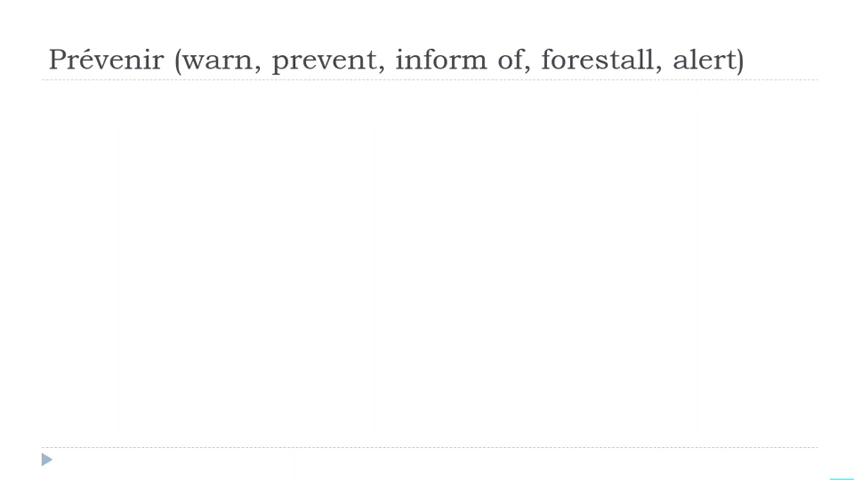 Prévenir (warn, prevent, inform of, forestall, alert)